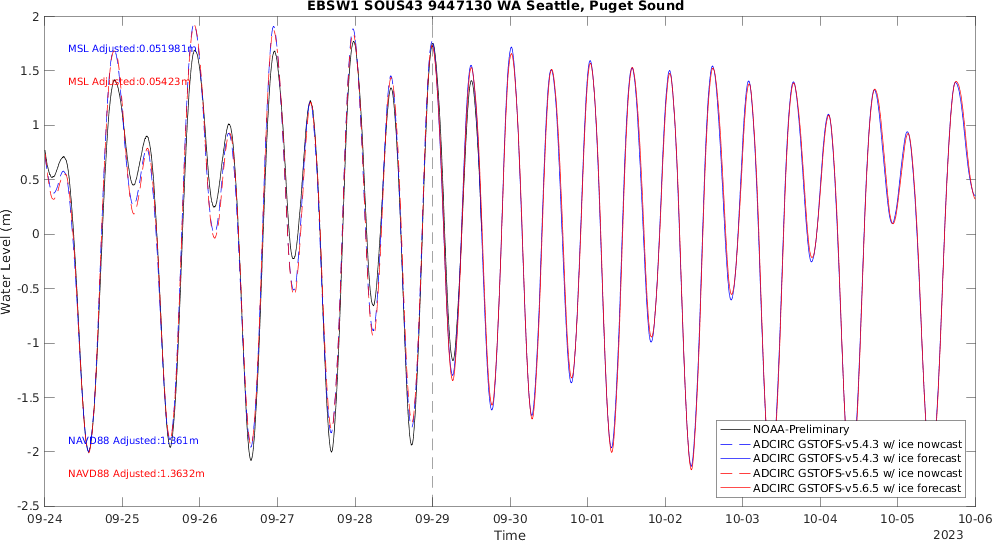 EBSW1 SOUS43 9447130 WA Seattle, Puget Sound
Water Level (m)
2
1.5
1
0.5
0
-0.5
-1
-1.5
-2
-2.5
MSL Adjusted:0.051981m
MSL Adjusted:0.05423m
NAVD88 Adjusted:1.361m
NAVD88 Adjusted:1.3632m
NOAA-Preliminary
ADCIRC GSTOFS-v5.4.3 w/ ice nowcast
ADCIRC GSTOFS-v5.4.3 w/ ice forecast
ADCIRC GSTOFS-v5.6.5 w/ ice nowcast
ADCIRC GSTOFS-v5.6.5 w/ ice forecast
09-24 09-25 09-26 09-27 09-28 09-29 09-30 10-01 10-02 10-03 10-04 10-05 10-06
Time
2023